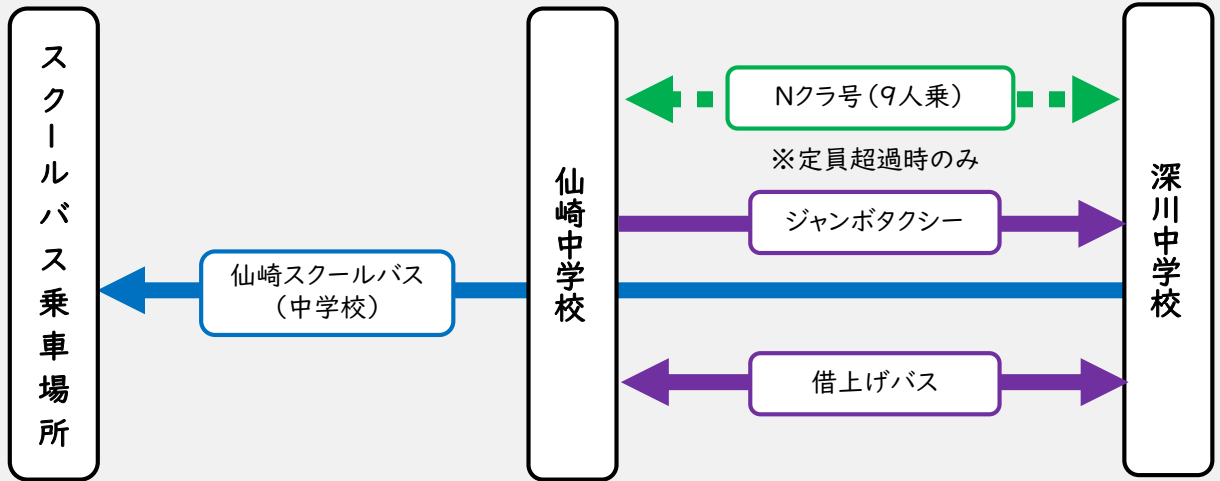 スクールバス乗車場所
仙崎スクールバス
（中学校）
仙崎中学校
Nクラ号（9人乗）
※定員超過時のみ
ジャンボタクシー
借上げバス
深川中学校